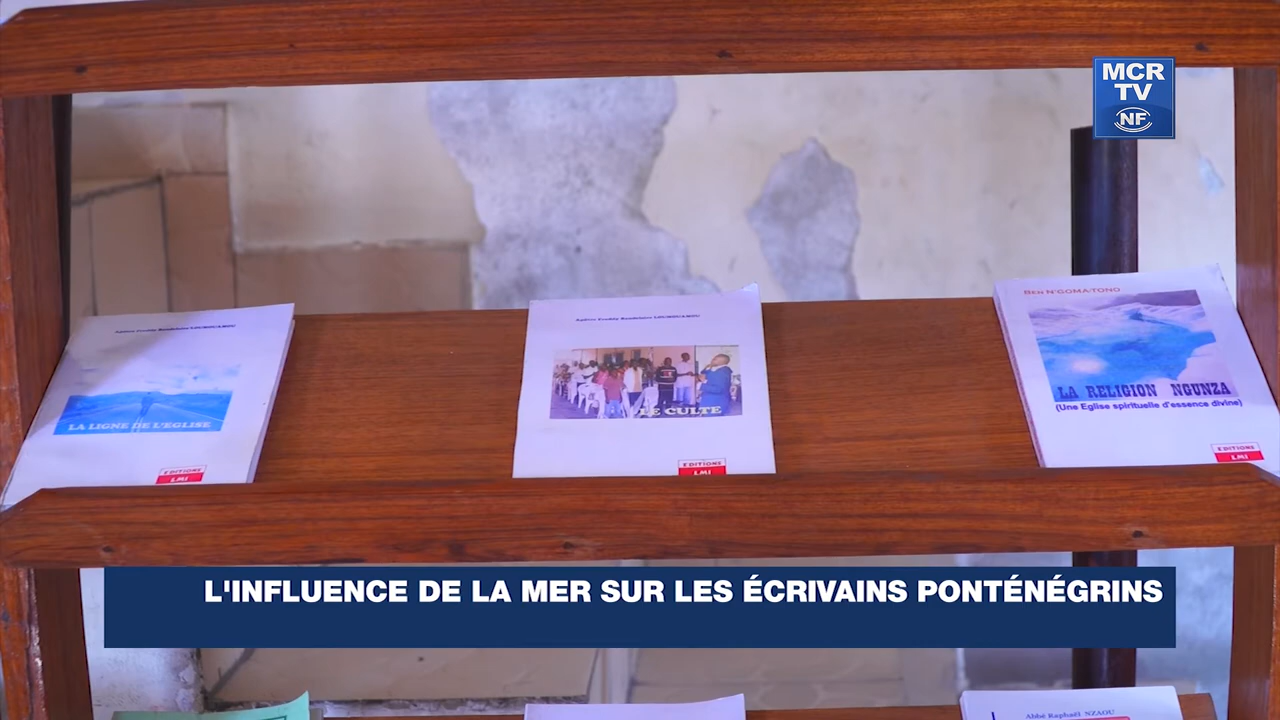 MCR
TV
NF
BEN N'GOMA/TONO
LA RELIGION NGUNZA
(Une Eglise spirituelle d'essence divine)
EDITIONS
LMI
LE CULTE
EDITIONS
LMI
LA LIGNE DE L'EGLISE
EDITIONS
LMI
L'INFLUENCE DE LA MER SUR LES ÉCRIVAINS PONTÉNÉGRINS
Abbé Raphaël NZAOU